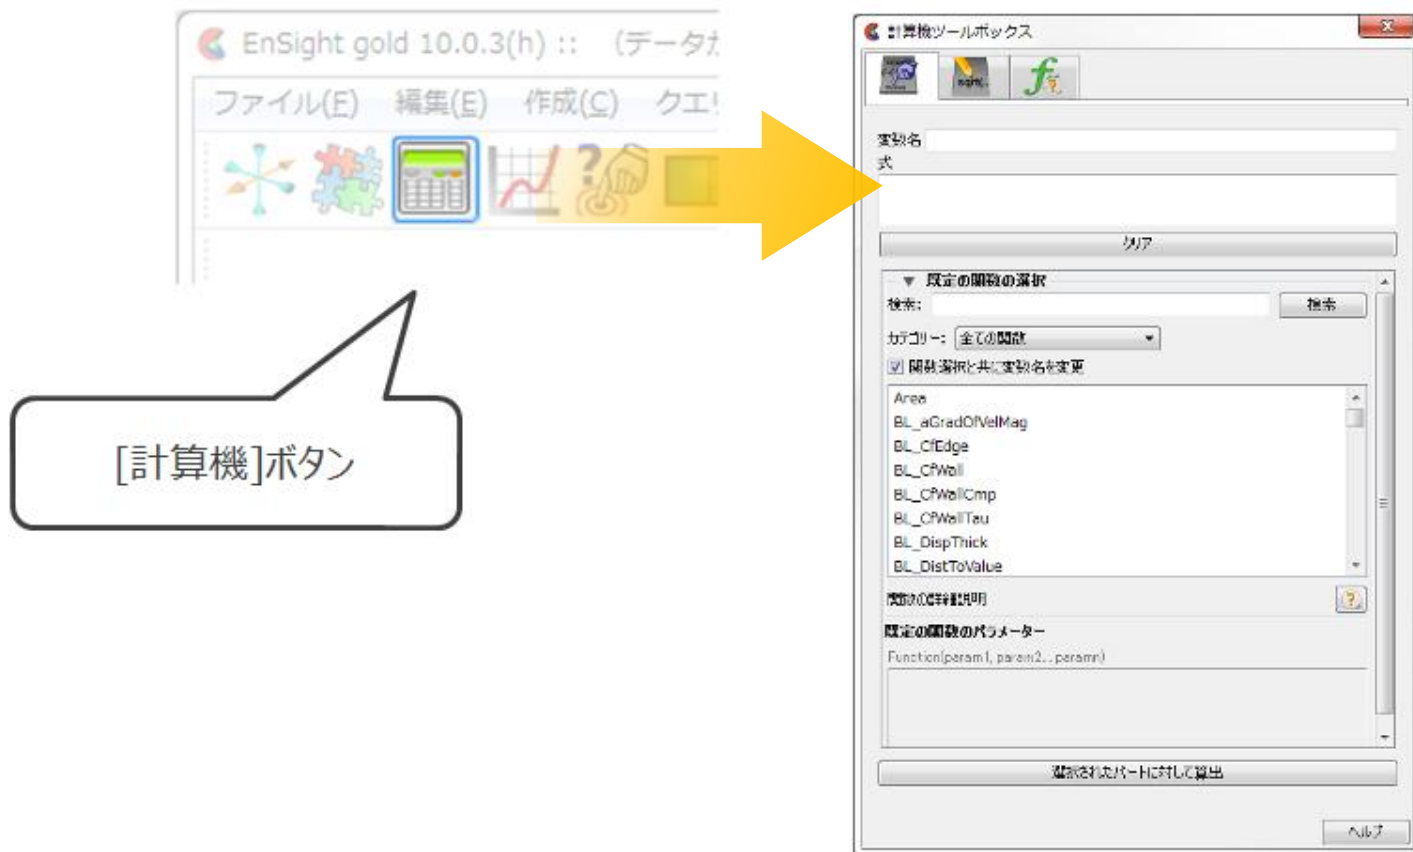 EnSight gold 10.0.3(h) :: (データが
ファイル(F) 編集(E) 作成(C) クエリ
[計算機]ボタン
計算機ツールボックス
sqrt(..
変数名
式
クリア
▼ 既定の関数の選択
検索: 検索
カテゴリー: 全ての関数
関数選択と共に変数名を変更
Area
BL_aGradOfVelMag
BL_CfEdge
BL_CfWall
BL_CfWallCmp
BL_CfWallTau
BL_DispThick
BL_DistToValue
関数の詳細説明
既定の関数のパラメーター
Function(param1, param2...paramn)
選択されたパートに対して算出
ヘルプ